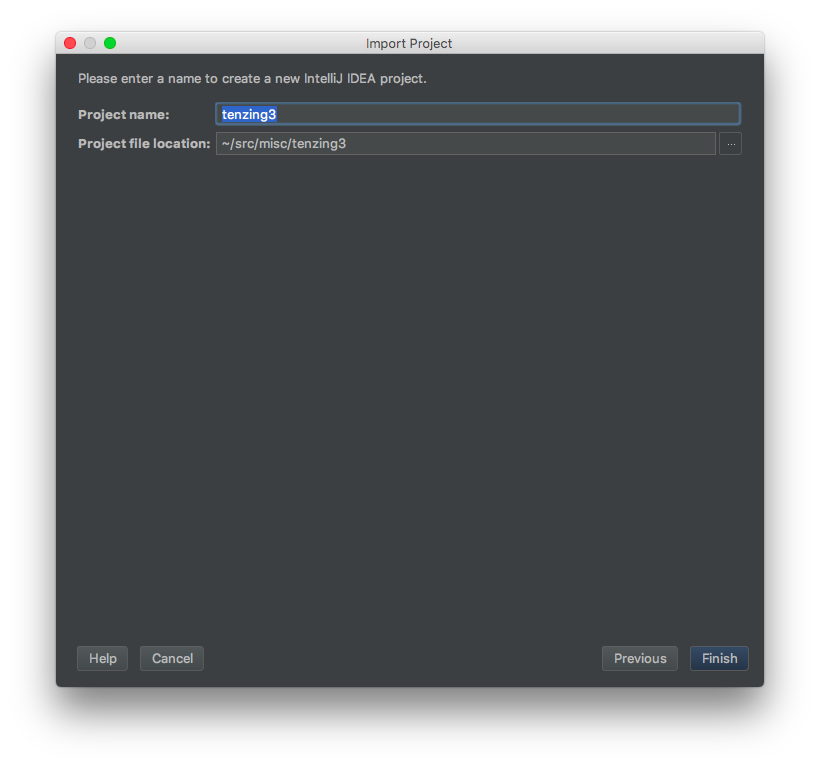 Import Project
Please enter a name to create a new IntelliJ IDEA project.
Project name: tenzing3
Project file location: ~/src/misc/tenzing3 ...
Help Cancel Previous Finish